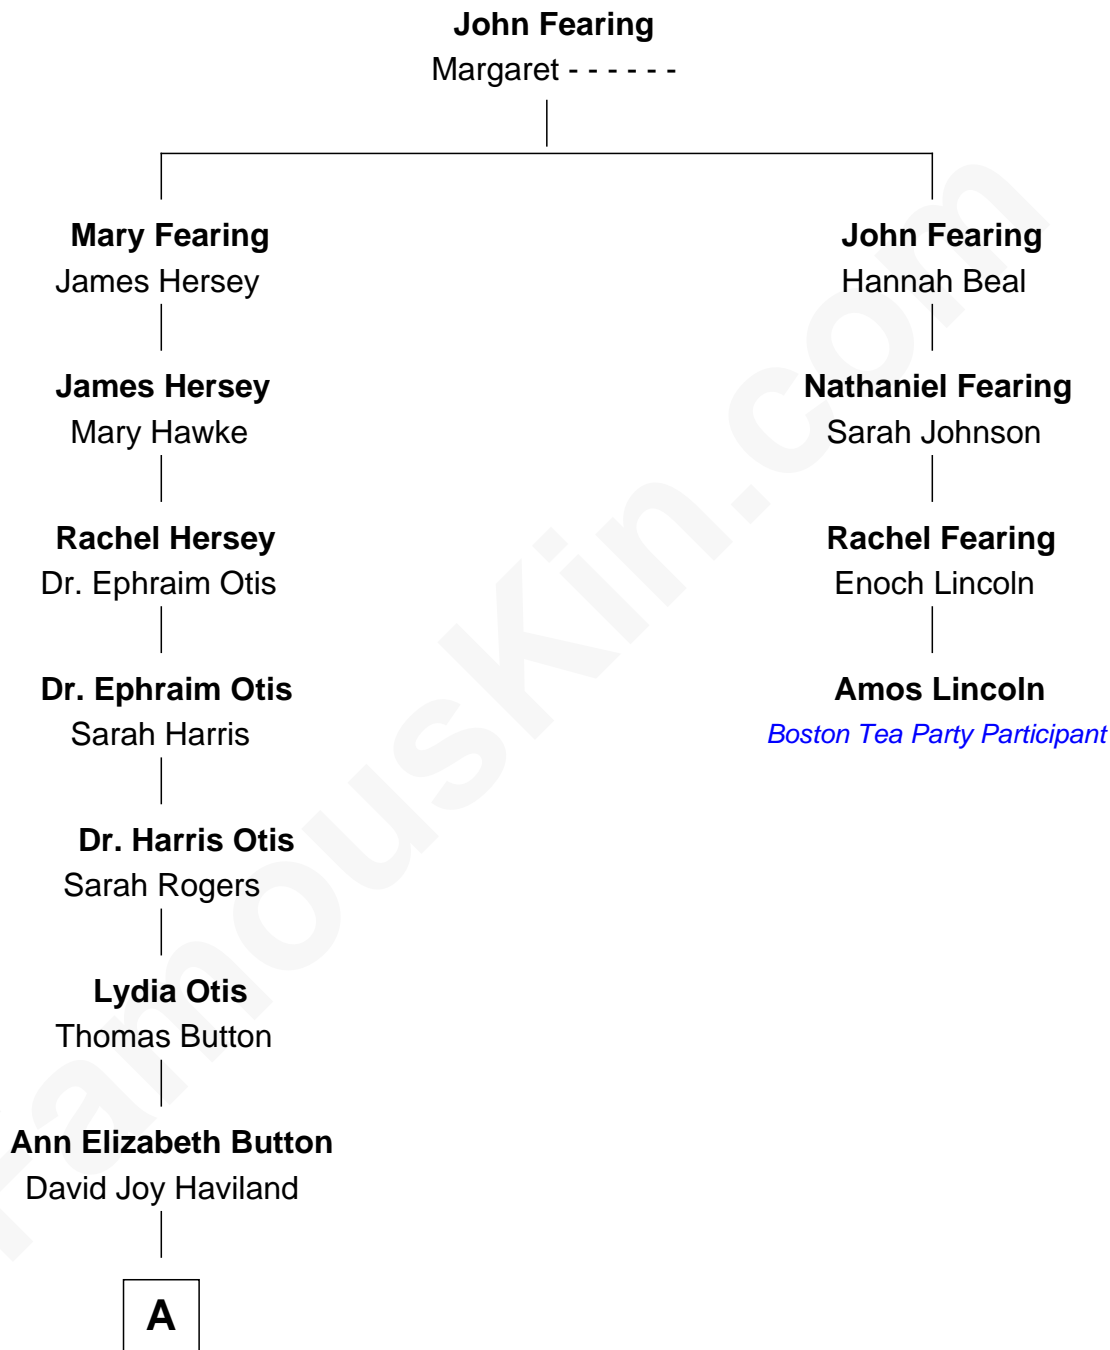 John Fearing
Margaret - - - - - -
Mary Fearing
James Hersey
John Fearing
Hannah Beal
James Hersey
Mary Hawke
Nathaniel Fearing
Sarah Johnson
Rachel Hersey
Dr. Ephraim Otis
Rachel Fearing
Enoch Lincoln
Dr. Ephraim Otis
Sarah Harris
Amos Lincoln
Boston Tea Party Participant
Dr. Harris Otis
Sarah Rogers
Lydia Otis
Thomas Button
Ann Elizabeth Button
David Joy Haviland
A
FamousKin.com